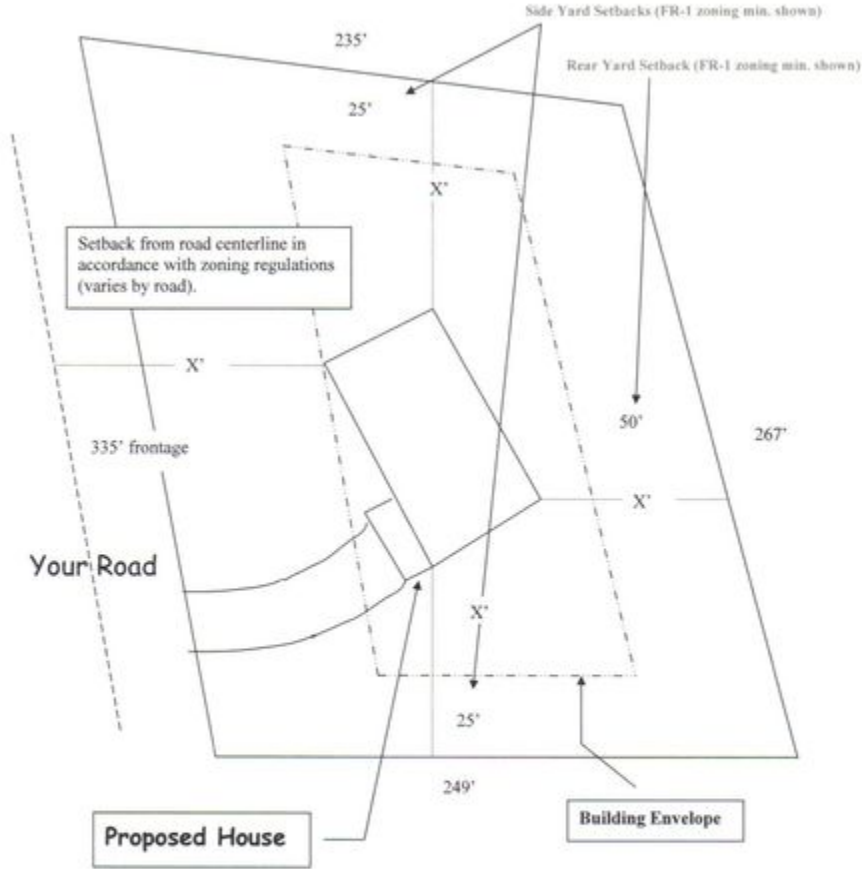 Side Yard Setbacks (FR-1 zoning min. shown)
235'
Rear Yard Setback (FR-1 zoning min. shown)
25'
X'
Setback from road centerline in
accordance with zoning regulations
(varies by road).
X'
50'
267'
335' frontage
X'
Your Road
X'
25'
249'
Proposed House
Building Envelope